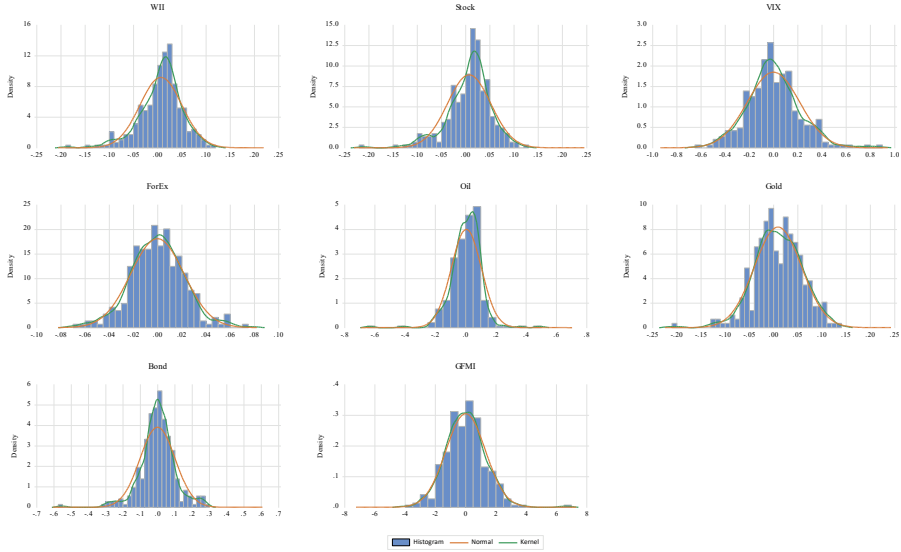 WII Stock VIX
16 15.0 3.0
12 12.5 2.5
10.0 2.0
8 7.5 1.5
5.0 1.0
4 2.5 0.5
0 0.0 0.0
Density Density Density
-.25 -.20 -.15 -.10 -.05 .00 .05 .10 .15 .20 .25 -.25 -.20 -.15 -.10 -.05 .00 .05 .10 .15 .20 .25 -1.0 -0.8 -0.6 -0.4 -0.2 0.0 0.2 0.4 0.6 0.8 1.0
ForEx Oil Gold
25 5 10
20 4 8
15 3 6
10 2 4
5 1 2
0 0 0
Density Density Density
-.10 -.08 -.06 -.04 -.02 .00 .02 .04 .06 .08 .10 -.8 -.6 -.4 -.2 .0 .2 .4 .6 .8 -.25 -.20 -.15 -.10 -.05 .00 .05 .10 .15 .20 .25
Bond GFMI
6 .4
5 .3
4
3 .2
2 .1
1
0 .0
Density Density
-.7 -.6 -.5 -.4 -.3 -.2 -.1 .0 .1 .2 .3 .4 .5 .6 .7 -8 -6 -4 -2 0 2 4 6 8
Histogram Normal Kernel